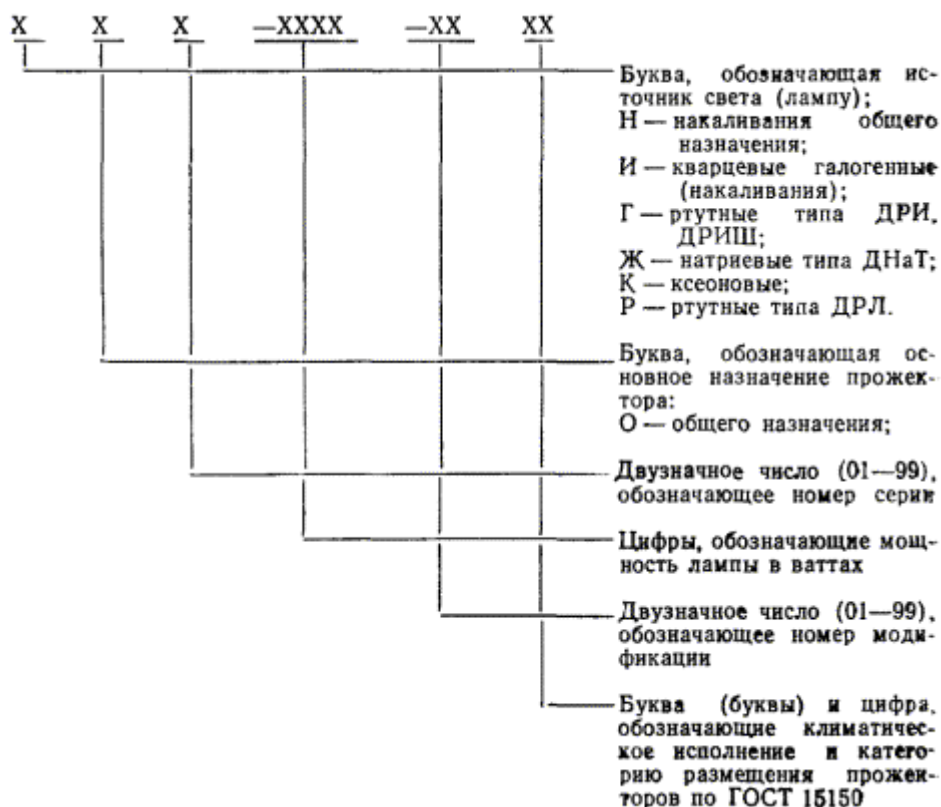 X X X —XXXX —XX XX
Буква, обозначающая ис-
точник света (лампу);
Н — накаливания общего
назначения;
И — кварцевые галогенные
(накаливания);
Г — ртутные типа ДРИ,
ДРИШ;
Ж — натриевые типа ДНаТ;
К — ксеоновые;
Р — ртутные типа ДРЛ.
Буква, обозначающая ос-
новное назначение прожек-
тора:
О — общего назначения;
Двузначное число (01—99),
обозначающее номер серии
Цифры, обозначающие мощ-
ность лампы в ваттах
Двузначное число (01—99),
обозначающее номер моди-
фикации
Буква (буквы) и цифра,
обозначающие климатичес-
кое исполнение и катего-
рию размещения прожек-
торов по ГОСТ 15150